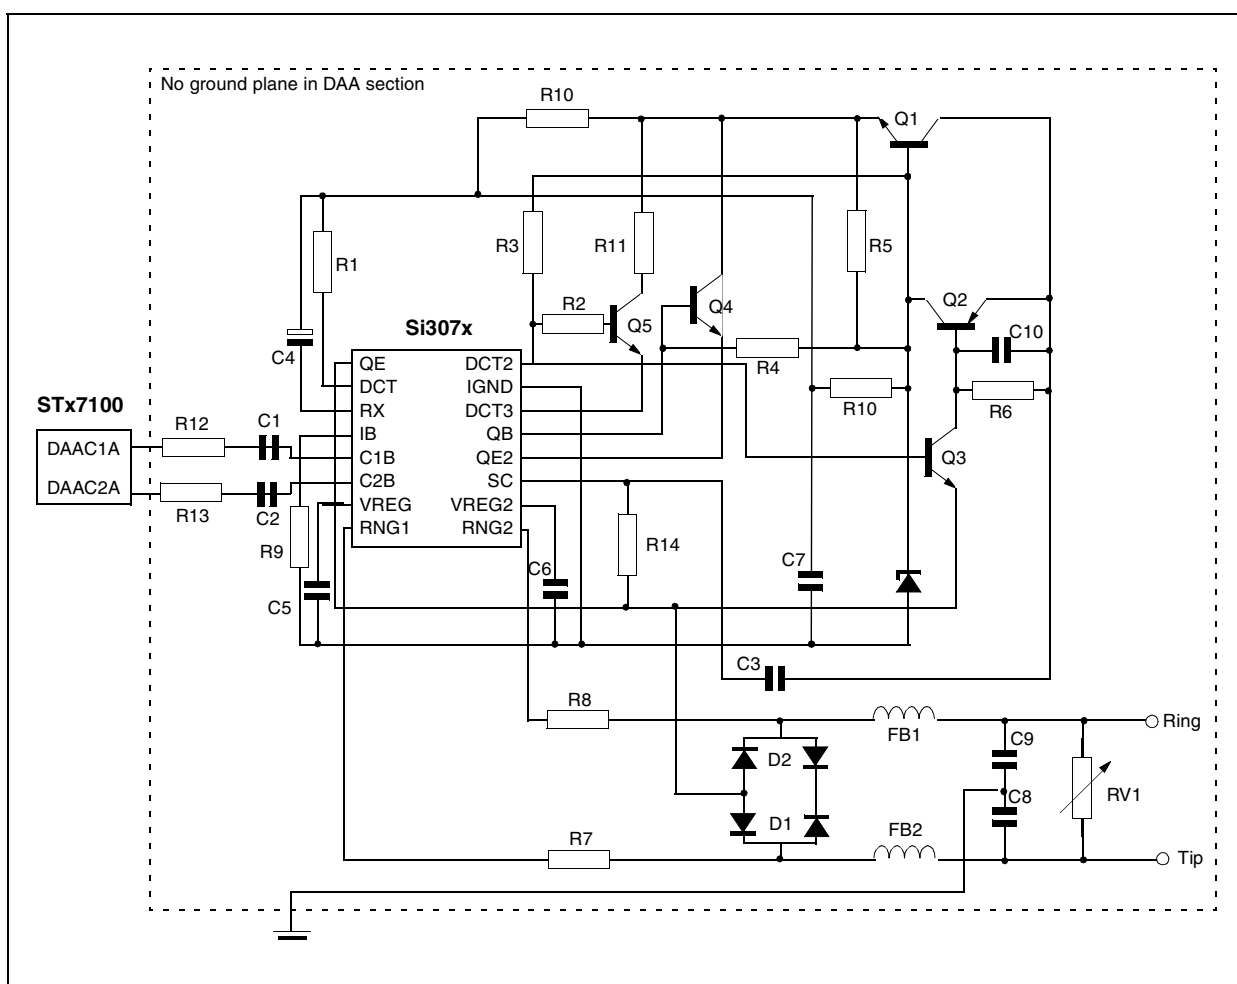 No ground plane in DAA section
R10
Q1
R3
R11
R5
R1
R2
Q5
Q4
Q2
C10
Si307x
C4
R4
QE
DCT2
DCT
IGND
R10
R6
STx7100
RX
DCT3
R12
C1
IB
QB
DAAC1A
C1B
QE2
Q3
DAAC2A
C2B
SC
R13
C2
VREG
VREG2
RNG1
RNG2
R9
R14
C7
C6
C5
C3
R8
Ring
FB1
C9
D2
C8
RV1
D1
FB2
R7
Tip